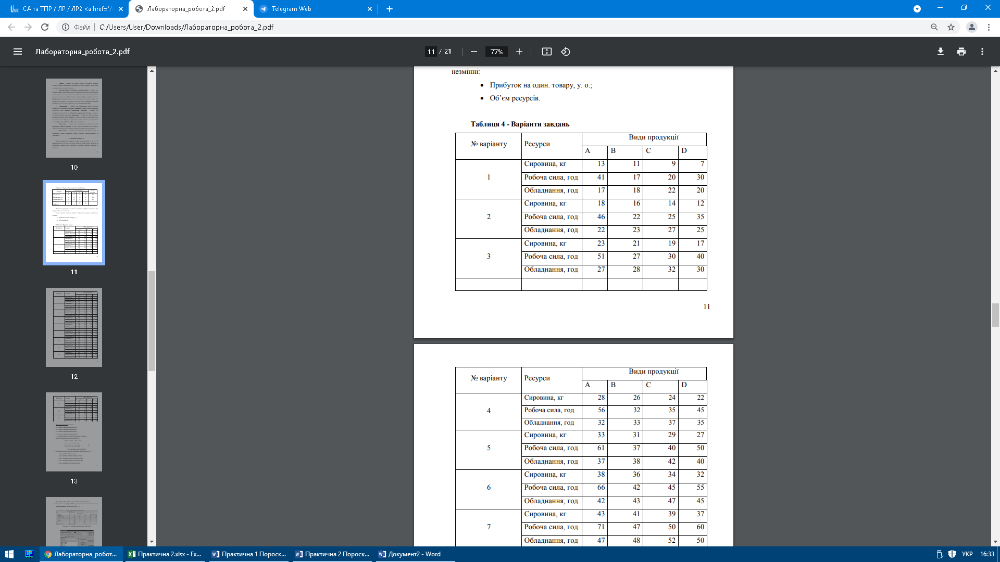 СА та ТПР / ЛР / ЛР2 <a href='/a
Лабораторна_робота_2.pdf
Telegram Web
Файл
C:/Users/User/Downloads/Лабораторна_робота_2.pdf
Лабораторна_робота_2.pdf
11 / 21
77%
10
11
12
13
незмінні:
• Прибуток на один. товару, у. о.;
• Об’єм ресурсів.
Таблиця 4 - Варіанти завдань
№ варіанту Ресурси Види продукції
A B C D
1
Сировина, кг 13 11 9 7
Робоча сила, год 41 17 20 30
Обладнання, год 17 18 22 20
2
Сировина, кг 18 16 14 12
Робоча сила, год 46 22 25 35
Обладнання, год 22 23 27 25
3
Сировина, кг 23 21 19 17
Робоча сила, год 51 27 30 40
Обладнання, год 27 28 32 30
11
№ варіанту Ресурси Види продукції
A B C D
4
Сировина, кг 28 26 24 22
Робоча сила, год 56 32 35 45
Обладнання, год 32 33 37 35
5
Сировина, кг 33 31 29 27
Робоча сила, год 61 37 40 50
Обладнання, год 37 38 42 40
6
Сировина, кг 38 36 34 32
Робоча сила, год 66 42 45 55
Обладнання, год 42 43 47 45
7
Сировина, кг 43 41 39 37
Робоча сила, год 71 47 50 60
Обладнання, год 47 48 52 50
Лабораторна_робот...
Практична 2.xlsx - Ex...
Практична 1 Пороск...
Практична 2 Пороск...
Документ2 - Word
УКР
16:33